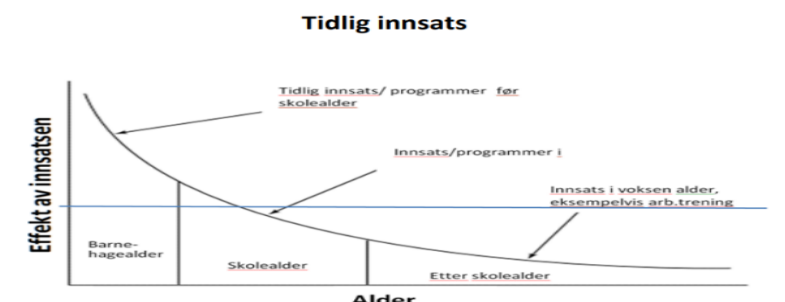 Tidlig innsats
Tidlig innsats/ programmer før
skolealder
Innsats/programmer i
Innsats i voksen alder,
eksempelvis arb.trening
Effekt av innsatsen
Barne-
hagealder
Skolealder
Etter skolealder
Alder